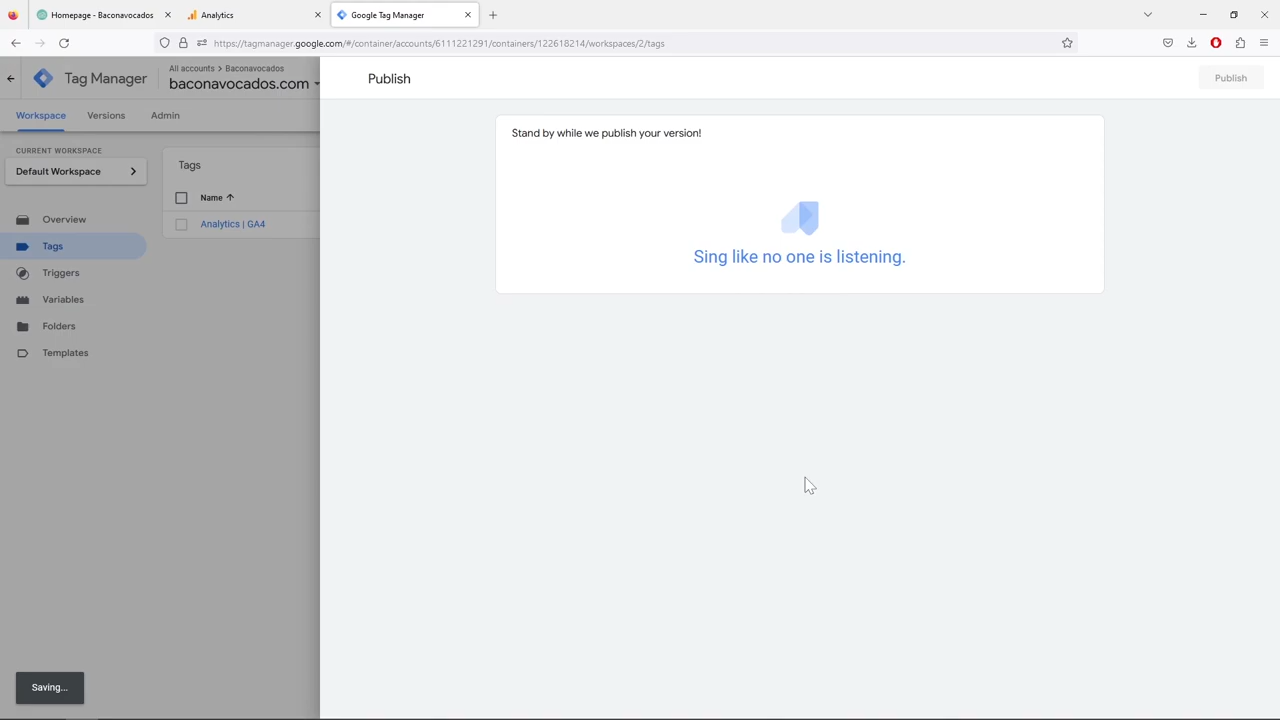 Homepage - Baconavocados
Analytics
Google Tag Manager
https://tagmanager.google.com/#/container/accounts/6111221291/containers/122618214/workspaces/2/tags
Tag Manager
All accounts > Baconavocados
baconavocados.com
Publish
Publish
Workspace
Versions
Admin
Stand by while we publish your version!
CURRENT WORKSPACE
Default Workspace
Tags
Name
Overview
Analytics | GA4
Tags
Sing like no one is listening.
Triggers
Variables
Folders
Templates
Saving...